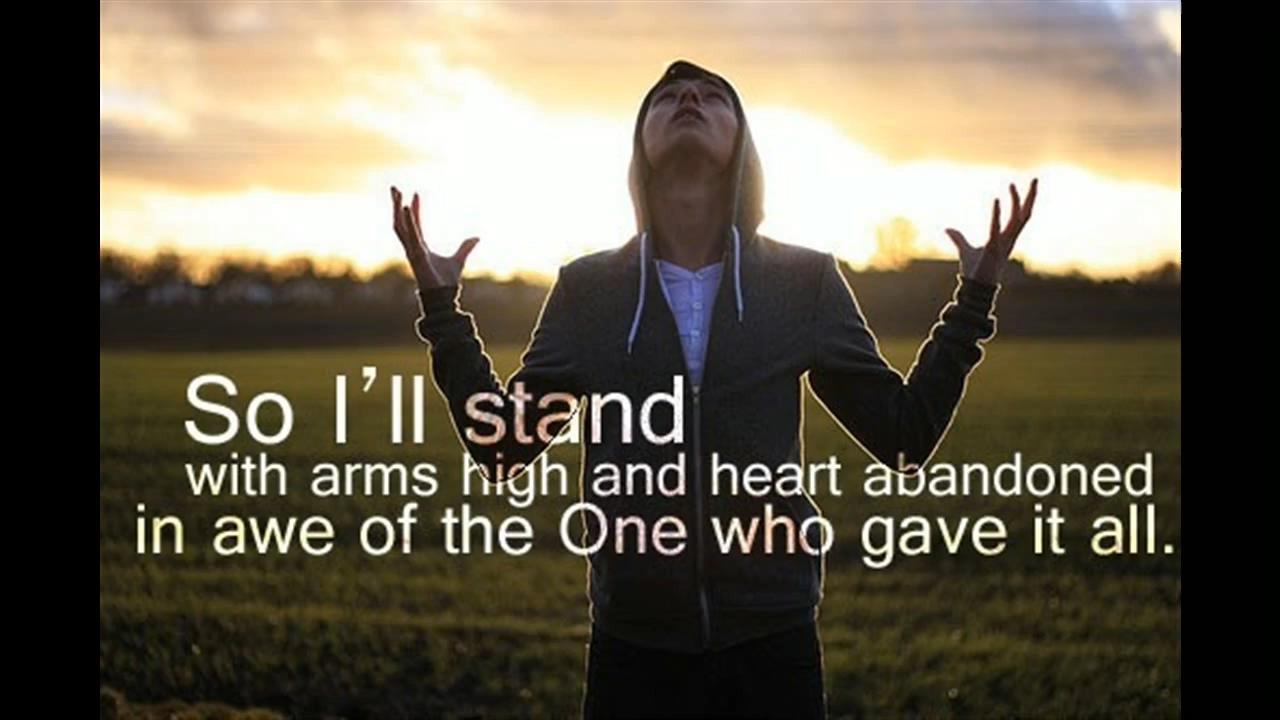 So I'll stand
with arms high and heart abandoned
in awe of the One who gave it all.